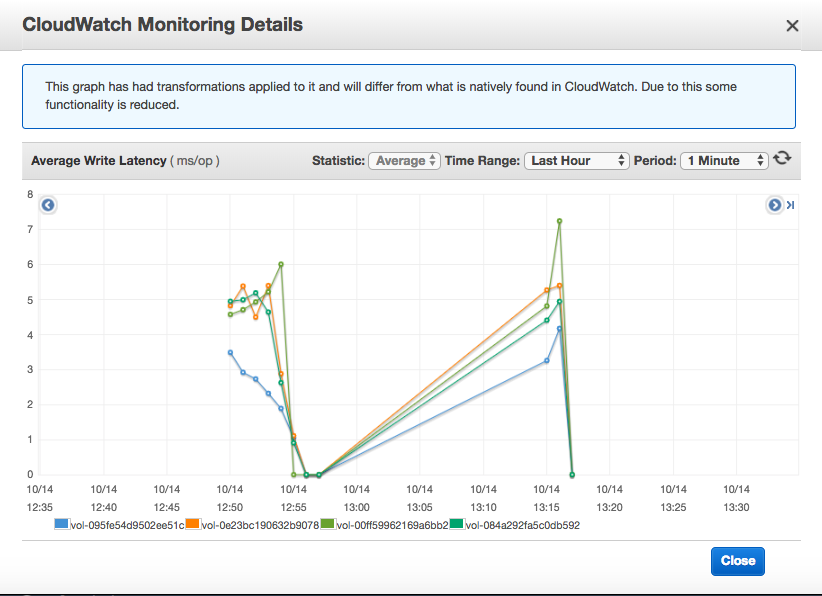 CloudWatch Monitoring Details
This graph has had transformations applied to it and will differ from what is natively found in CloudWatch. Due to this some
functionality is reduced.
Average Write Latency ( ms/op ) Statistic: Average Time Range: Last Hour Period: 1 Minute
8
7
6
5
4
3
2
1
0
10/14 10/14 10/14 10/14 10/14 10/14 10/14 10/14 10/14 10/14 10/14 10/14
12:35 12:40 12:45 12:50 12:55 13:00 13:05 13:10 13:15 13:20 13:25 13:30
vol-095fe54d9502ee51c vol-0e23bc190632b9078 vol-00ff59962169a6bb2 vol-084a292fa5c0db592
Close